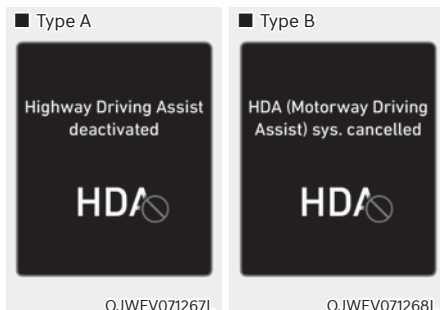 ■ Type A
Highway Driving Assist
deactivated
HDA
OJWEV071267L
■ Type B
HDA (Motorway Driving
Assist) sys. cancelled
HDA
OJWEV071268L